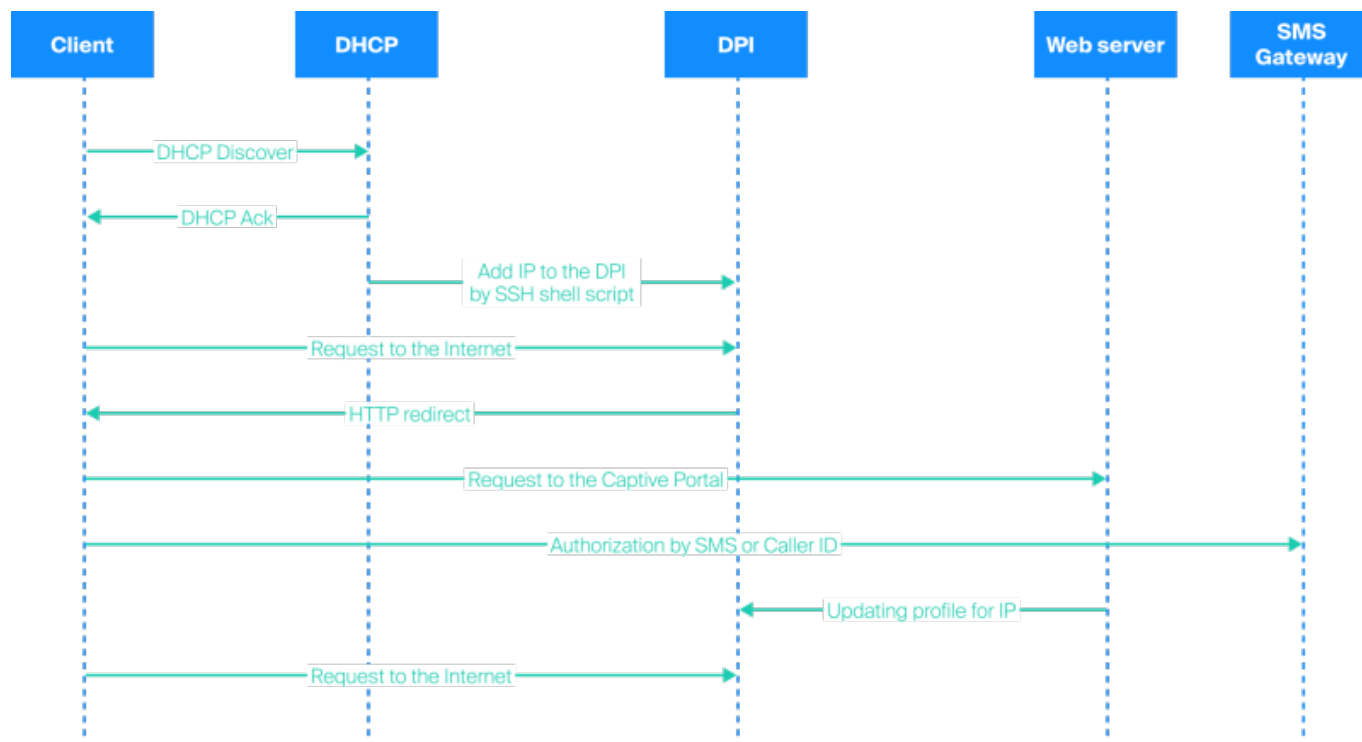 Client
DHCP
DPI
Web server
SMS
Gateway
DHCP Discover
DHCP Ack
Add IP to the DPI
by SSH shell script
Request to the Internet
HTTP redirect
Request to the Captive Portal
Authorization by SMS or Caller ID
Updating profile for IP
Request to the Internet